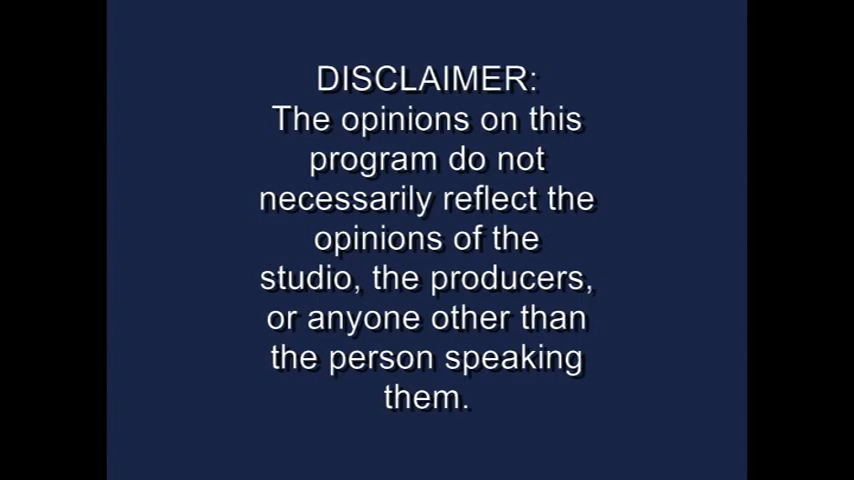 DISCLAIMER:
The opinions on this
program do not
necessarily reflect the
opinions of the
studio, the producers,
or anyone other than
the person speaking
them.